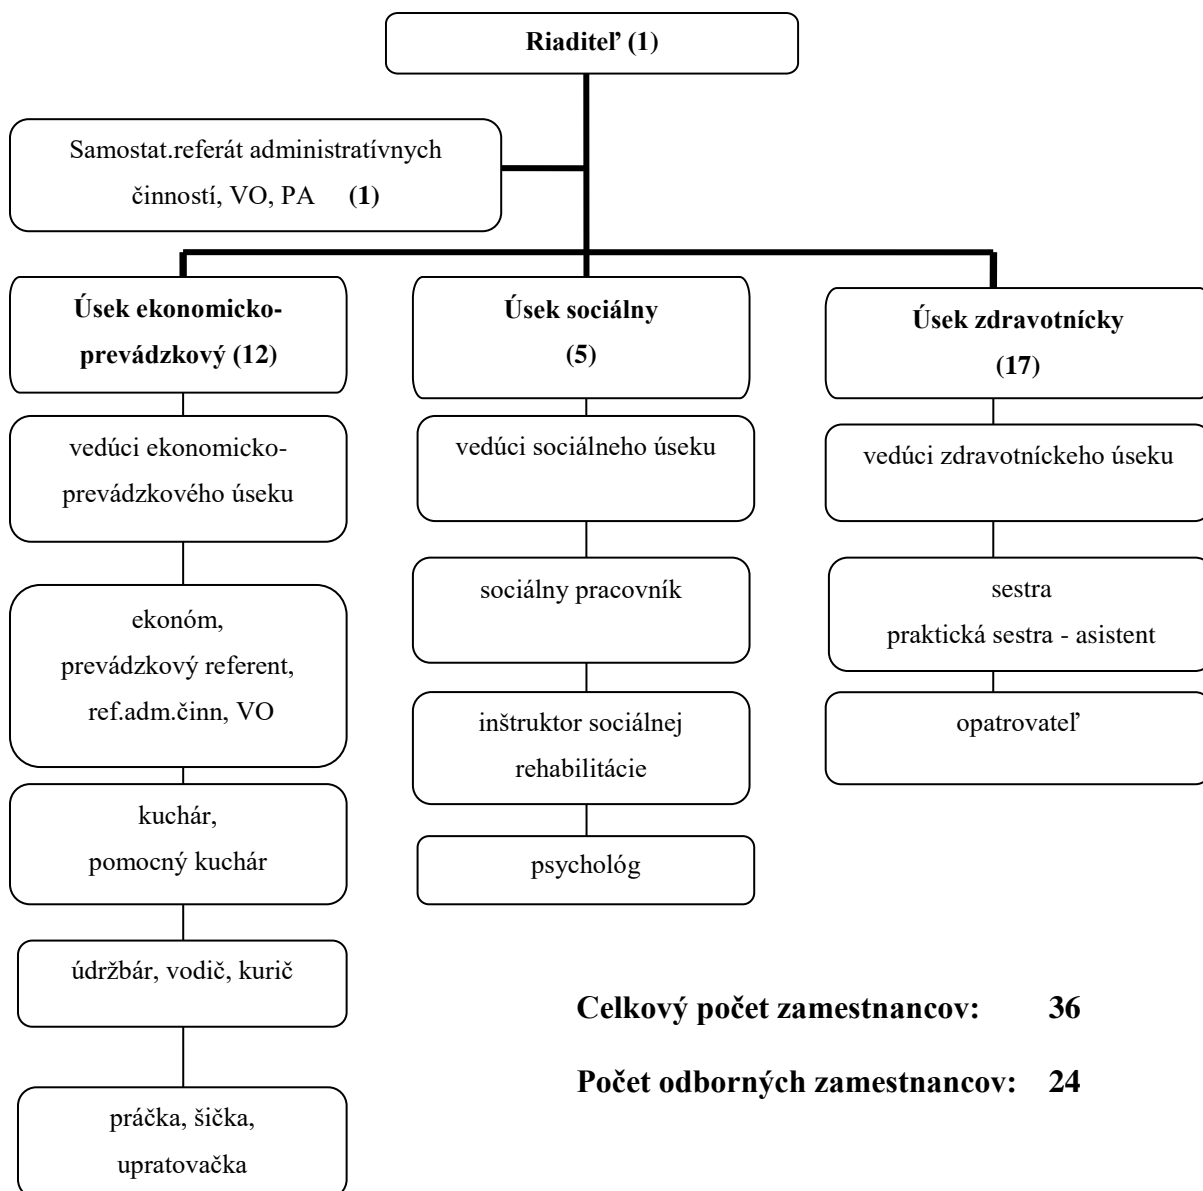 Riaditeľ (1)
Samostat.referát administratívnych
činností, VO, PA (1)
Úsek ekonomicko-
prevádzkový (12)
vedúci ekonomicko-
prevádzkového úseku
ekonóm,
prevádzkový referent,
ref.adm.činn, VO
kuchár,
pomocný kuchár
údržbár, vodič, kurič
práčka, šička,
upratovačka
Úsek sociálny
(5)
vedúci sociálneho úseku
sociálny pracovník
inštruktor sociálnej
rehabilitácie
psychológ
Úsek zdravotnícky
(17)
vedúci zdravotníckeho úseku
sestra
praktická sestra - asistent
opatrovateľ
Celkový počet zamestnancov: 36
Počet odborných zamestnancov: 24